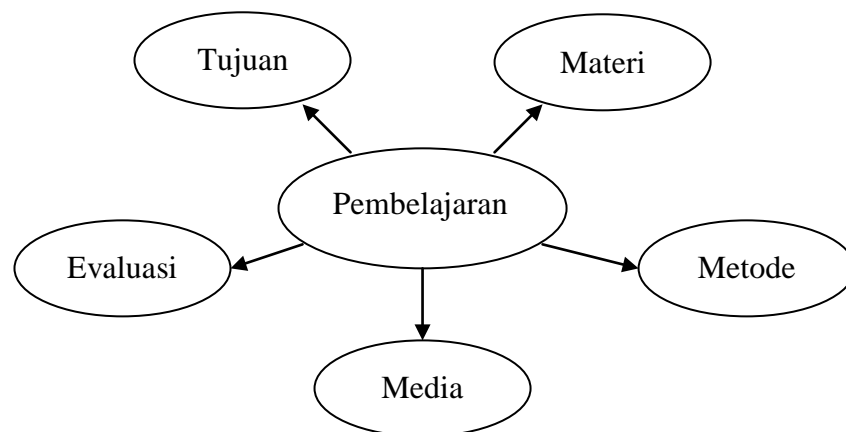 Tujuan
Materi
Pembelajaran
Evaluasi
Metode
Media